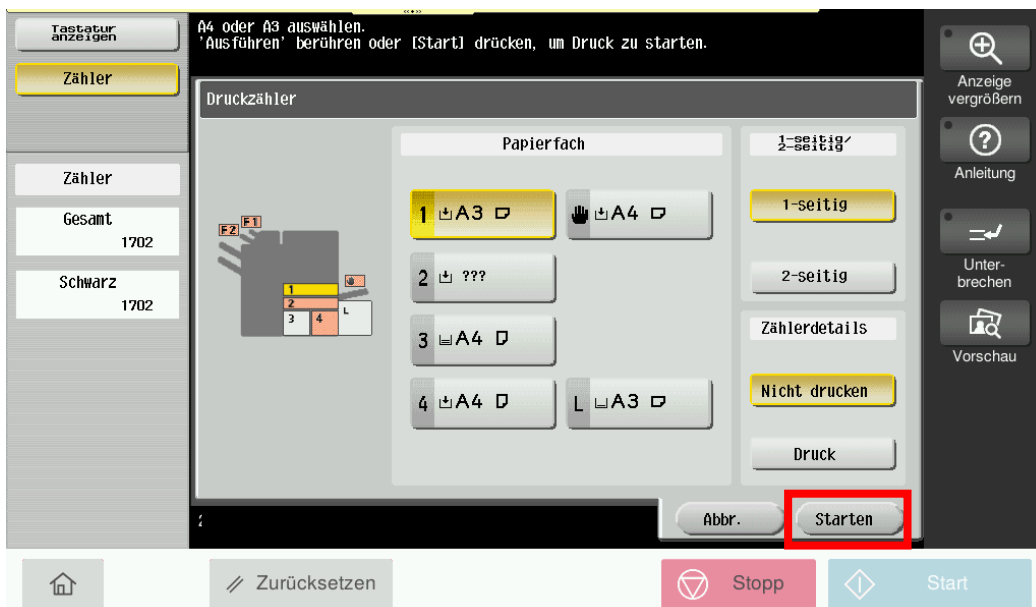 Tastatur
anzeigen
Zähler
Zähler
Gesamt
1702
Schwarz
1702
A4 oder A3 auswählen.
'Ausführen' berühren oder [Start] drücken, um Druck zu starten.
Druckzähler
F2 F1
1
2
3 4 L
Papierfach
1 A3
A4
2 ???
3 A4
4 A4
L A3
1-seitig/
2-seitig
1-seitig
2-seitig
Zählerdetails
Nicht drucken
Druck
Abbr.
Starten
Anzeige
vergrößern
?
Anleitung
Unter-
brechen
Vorschau
Zurücksetzen
Stopp
Start